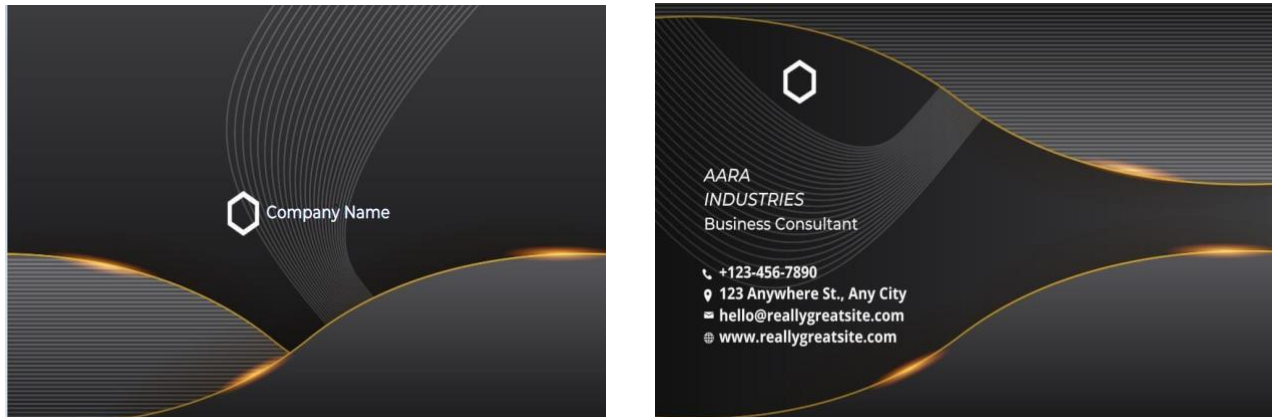 Company Name
AARA
INDUSTRIES
Business Consultant
+123-456-7890
123 Anywhere St., Any City
hello@reallygreatsite.com
www.reallygreatsite.com